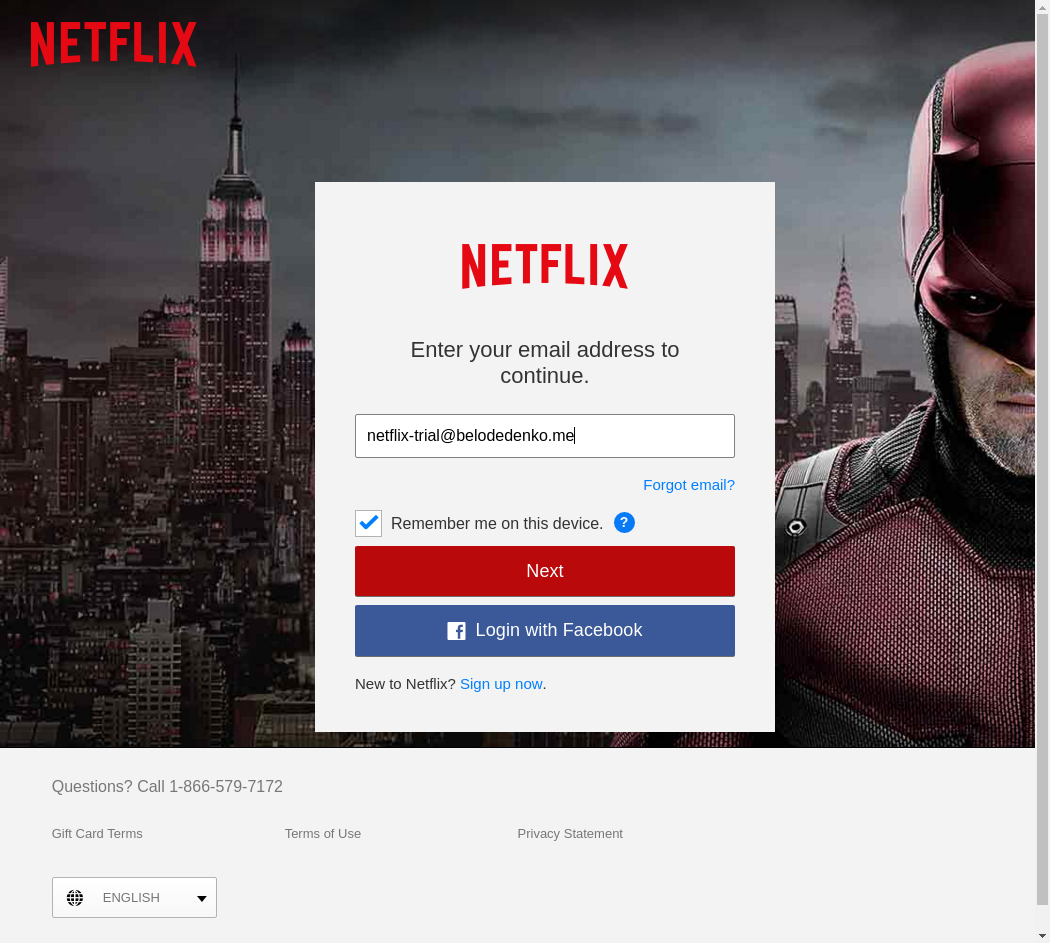 NETFLIX
NETFLIX
Enter your email address to
continue.
netflix-trial@belodedenko.me
Forgot email?
Remember me on this device. ?
Next
Login with Facebook
New to Netflix? Sign up now.
Questions? Call 1-866-579-7172
Gift Card Terms Terms of Use Privacy Statement
ENGLISH